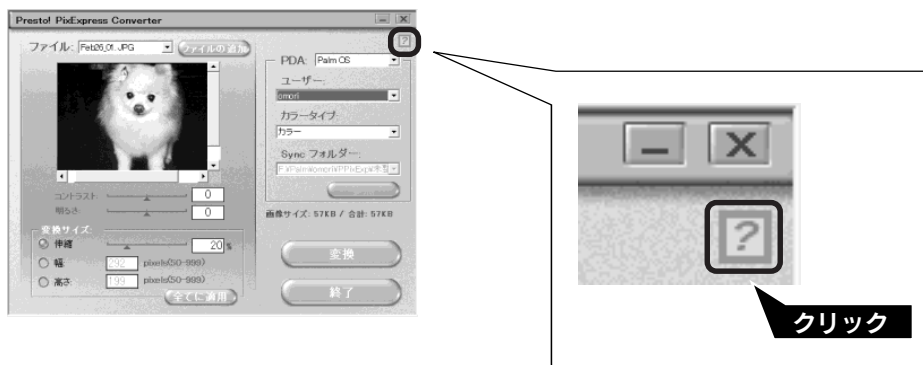 Presto! PixExpress Converter
ファイル: Feb26_01.JPG ファイルの追加
?
PDA: Palm OS
ユーザー:
omori
カラータイプ:
カラー
Sync フォルダー:
コントラスト: 0
明るさ: 0
画像サイズ: 57KB / 合計: 57KB
変換サイズ:
伸縮 20 %
幅: 292 pixels(50-999)
高さ: 199 pixels(50-999)
全てに適用
変換
終了
?
クリック